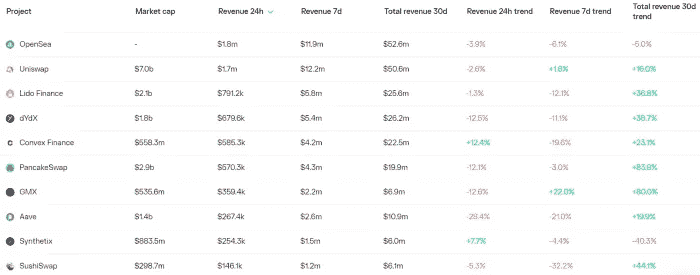 Project Market cap Revenue 24h Revenue 7d Total revenue 30d Revenue 24h trend Revenue 7d trend Total revenue 30d trend
OpenSea - $1.8m $11.9m $52.6m -3.9% -6.1% -5.0%
Uniswap $7.0b $1.7m $12.2m $50.6m -2.6% +1.8% +16.0%
Lido Finance $2.1b $791.2k $5.8m $25.6m -1.3% -12.1% +36.8%
dYdX $1.8b $679.6k $5.4m $26.2m -12.5% -11.1% +38.7%
Convex Finance $558.3m $585.3k $4.2m $22.5m +12.4% -19.6% +23.1%
PancakeSwap $2.9b $570.3k $4.3m $19.9m -12.1% -3.0% +83.8%
GMX $535.6m $359.4k $2.2m $6.9m -12.6% +22.0% +80.0%
Aave $1.4b $267.4k $2.6m $10.9m -28.4% -21.0% +19.9%
Synthetix $883.5m $254.3k $1.5m $6.0m +7.7% -4.4% -40.3%
SushiSwap $298.7m $146.1k $1.2m $6.1m -5.3% -32.2% +44.1%